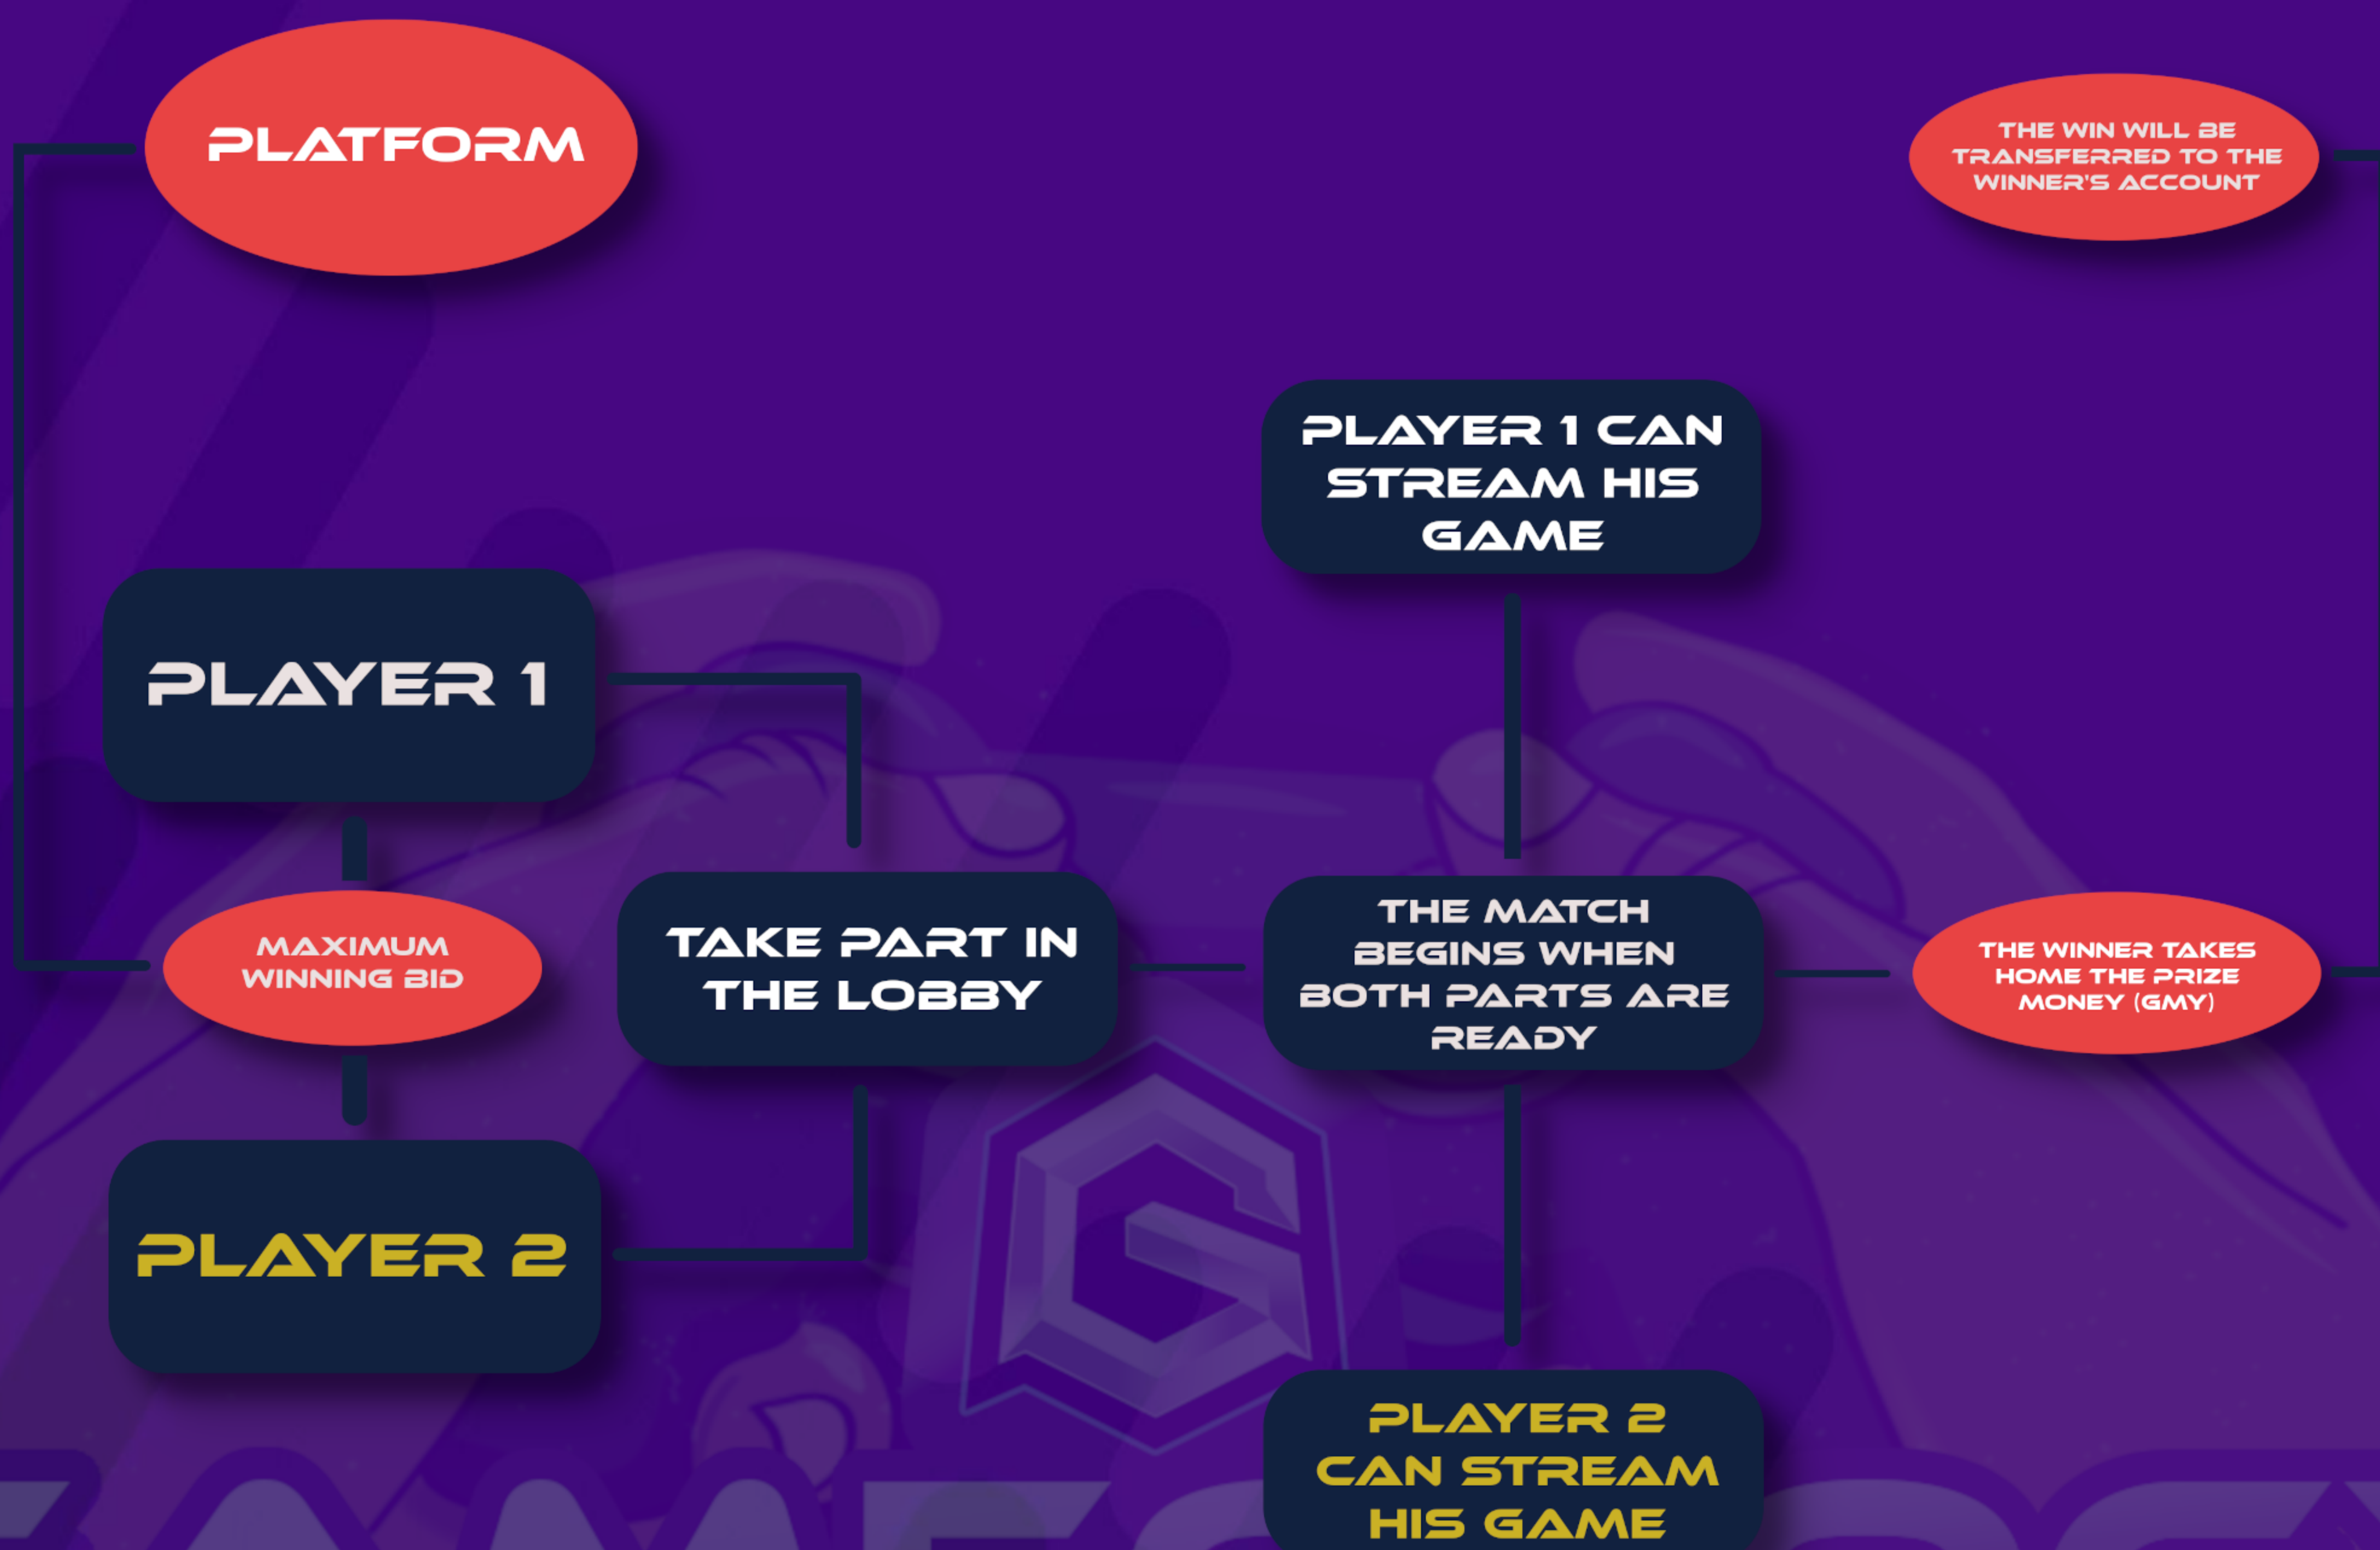 PLATFORM
THE WIN WILL BE
TRANSFERRED TO THE
WINNER'S ACCOUNT
PLAYER 1 CAN
STREAM HIS
GAME
PLAYER 1
MAXIMUM
WINNING BID
TAKE PART IN
THE LOBBY
THE MATCH
BEGINS WHEN
BOTH PARTS ARE
READY
THE WINNER TAKES
HOME THE PRIZE
MONEY (GMY)
PLAYER 2
PLAYER 2
CAN STREAM
HIS GAME